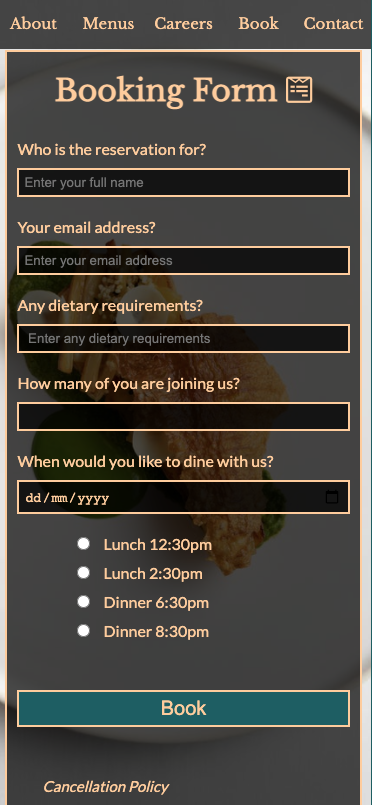 About Menus Careers Book Contact
Booking Form
Who is the reservation for?
Enter your full name
Your email address?
Enter your email address
Any dietary requirements?
Enter any dietary requirements
How many of you are joining us?
When would you like to dine with us?
dd/mm/yyyy
Lunch 12:30pm
Lunch 2:30pm
Dinner 6:30pm
Dinner 8:30pm
Book
Cancellation Policy